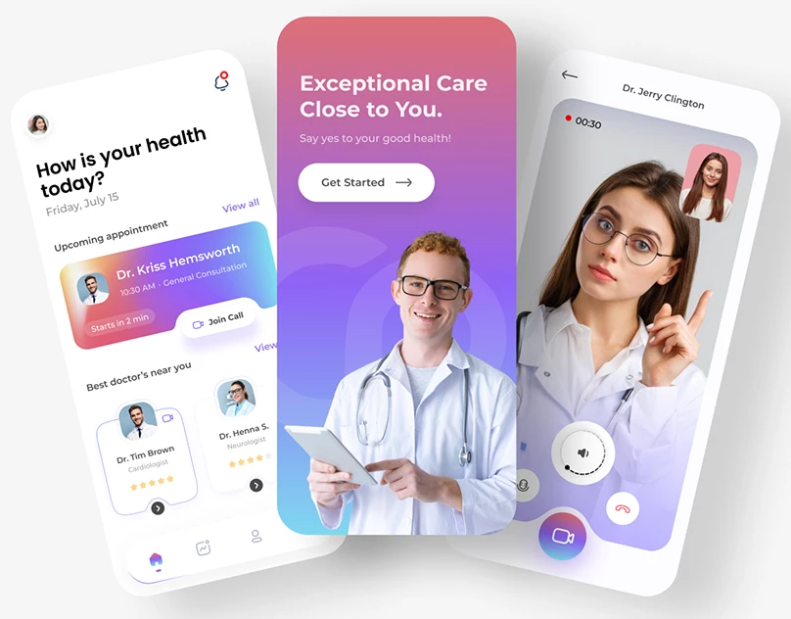 How is your health
today?
Friday, July 15
Upcoming appointment
View all
Dr. Kriss Hemsworth
10:30 AM - General Consultation
Starts in 2 min
Join Call
Best doctor's near you
View
Dr. Tim Brown
Cardiologist
Dr. Henna S.
Neurologist
Exceptional Care
Close to You.
Say yes to your good health!
Get Started
Dr. Jerry Clington
00:30